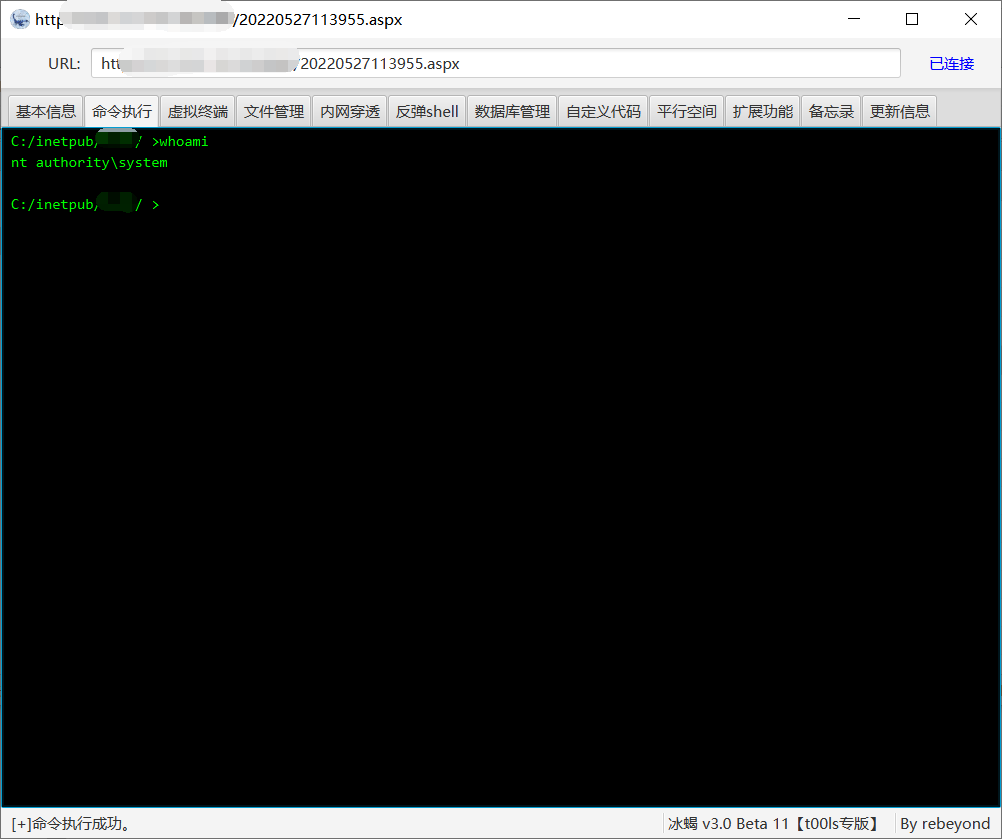 http /20220527113955.aspx
URL: htt /20220527113955.aspx 已连接
基本信息 命令执行 虚拟终端 文件管理 内网穿透 反弹shell 数据库管理 自定义代码 平行空间 扩展功能 备忘录 更新信息
C:/inetpub/ / >whoami
nt authority\system
C:/inetpub/ / >
[+]命令执行成功。 冰蝎 v3.0 Beta 11【t00ls专版】 By rebeyond